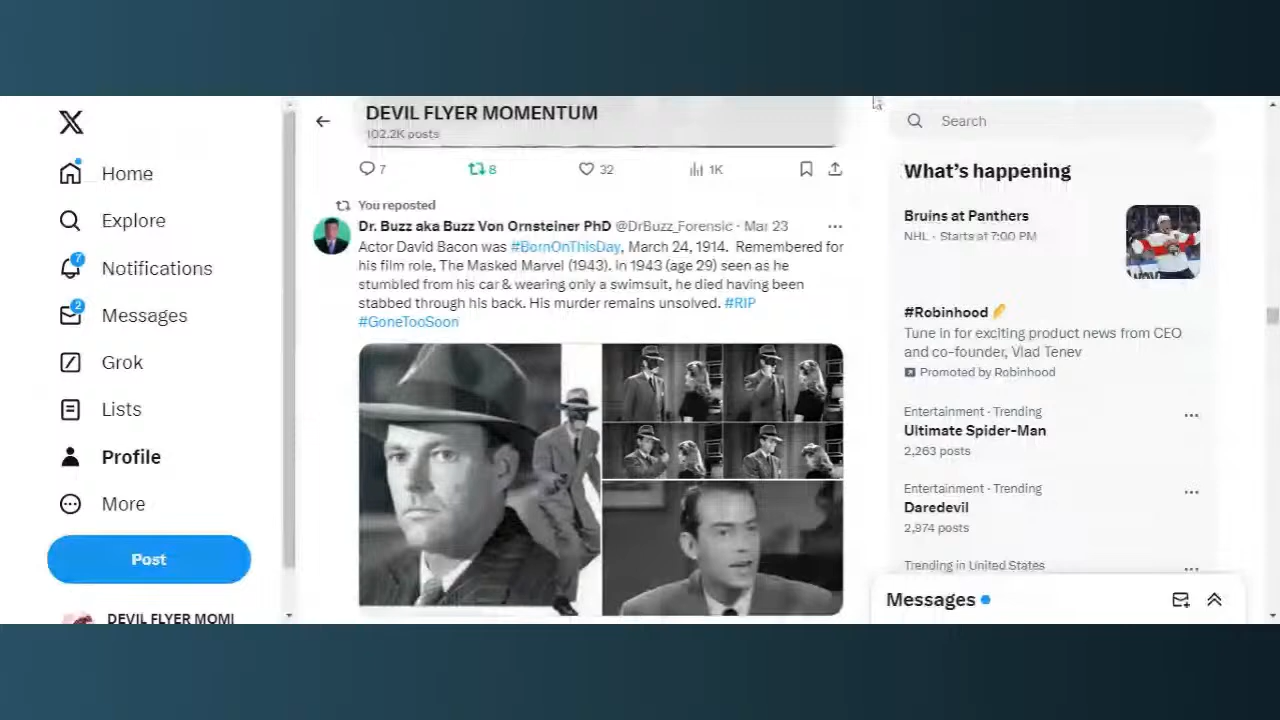 Home
Explore
7
Notifications
2
Messages
Grok
Lists
Profile
More
Post
DEVIL FLYER MOMI
DEVIL FLYER MOMENTUM
102.2K posts
7 8 32 1K
You reposted
Dr. Buzz aka Buzz Von Ornsteiner PhD @DrBuzz_Forensic · Mar 23
Actor David Bacon was #BornOnThisDay, March 24, 1914. Remembered for
his film role, The Masked Marvel (1943). In 1943 (age 29) seen as he
stumbled from his car & wearing only a swimsuit, he died having been
stabbed through his back. His murder remains unsolved. #RIP
#GoneTooSoon
Search
What's happening
Bruins at Panthers
NHL · Starts at 7:00 PM
#Robinhood
Tune in for exciting product news from CEO
and co-founder, Vlad Tenev
Promoted by Robinhood
Entertainment · Trending
Ultimate Spider-Man
2,263 posts
Entertainment · Trending
Daredevil
2,974 posts
Trending in United States
Messages